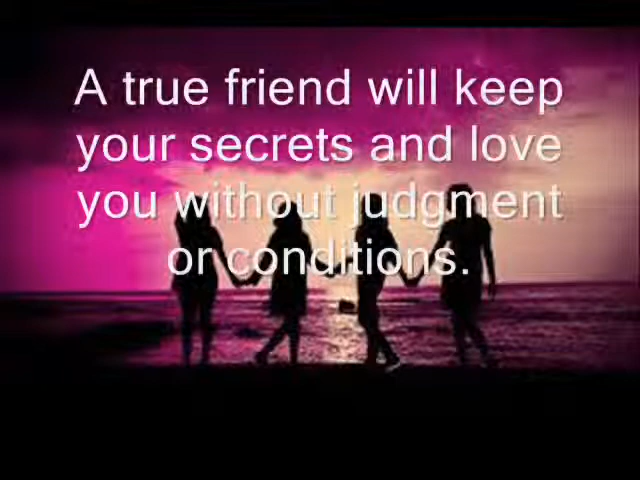 A true friend will keep
your secrets and love
you without judgment
or conditions.